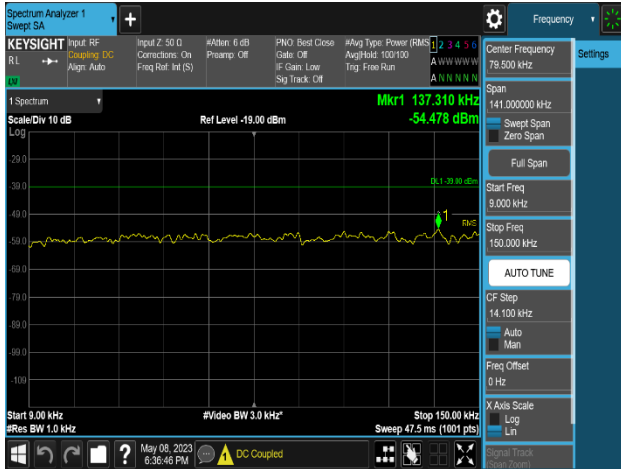 Spectrum Analyzer 1
Swept SA
+
Frequency
KEYSIGHT
R L
Input: RF
Coupling: DC
Align: Auto
Input Z: 50 Ω
Corrections: On
Freq Ref: Int (S)
#Atten: 6 dB
Preamp: Off
PNO: Best Close
Gate: Off
IF Gain: Low
Sig Track: Off
#Avg Type: Power (RMS
Avg|Hold: 100/100
Trig: Free Run
1 2 3 4 5 6
A W W W W W
A N N N N N
1 Spectrum
Scale/Div 10 dB
Ref Level -19.00 dBm
Mkr1 137.310 kHz
-54.478 dBm
Log
-29.0
-39.0
-49.0
-59.0
-69.0
-79.0
-89.0
-99.0
-109
DL1 -39.00 dBm
1
RMS
Start 9.00 kHz
#Video BW 3.0 kHz*
Stop 150.00 kHz
#Res BW 1.0 kHz
Sweep 47.5 ms (1001 pts)
?
May 08, 2023
6:36:46 PM
DC Coupled
Center Frequency
79.500 kHz
Settings
Span
141.000000 kHz
Swept Span
Zero Span
Full Span
Start Freq
9.000 kHz
Stop Freq
150.000 kHz
AUTO TUNE
CF Step
14.100 kHz
Auto
Man
Freq Offset
0 Hz
X Axis Scale
Log
Lin
Signal Track
(Span Zoom)